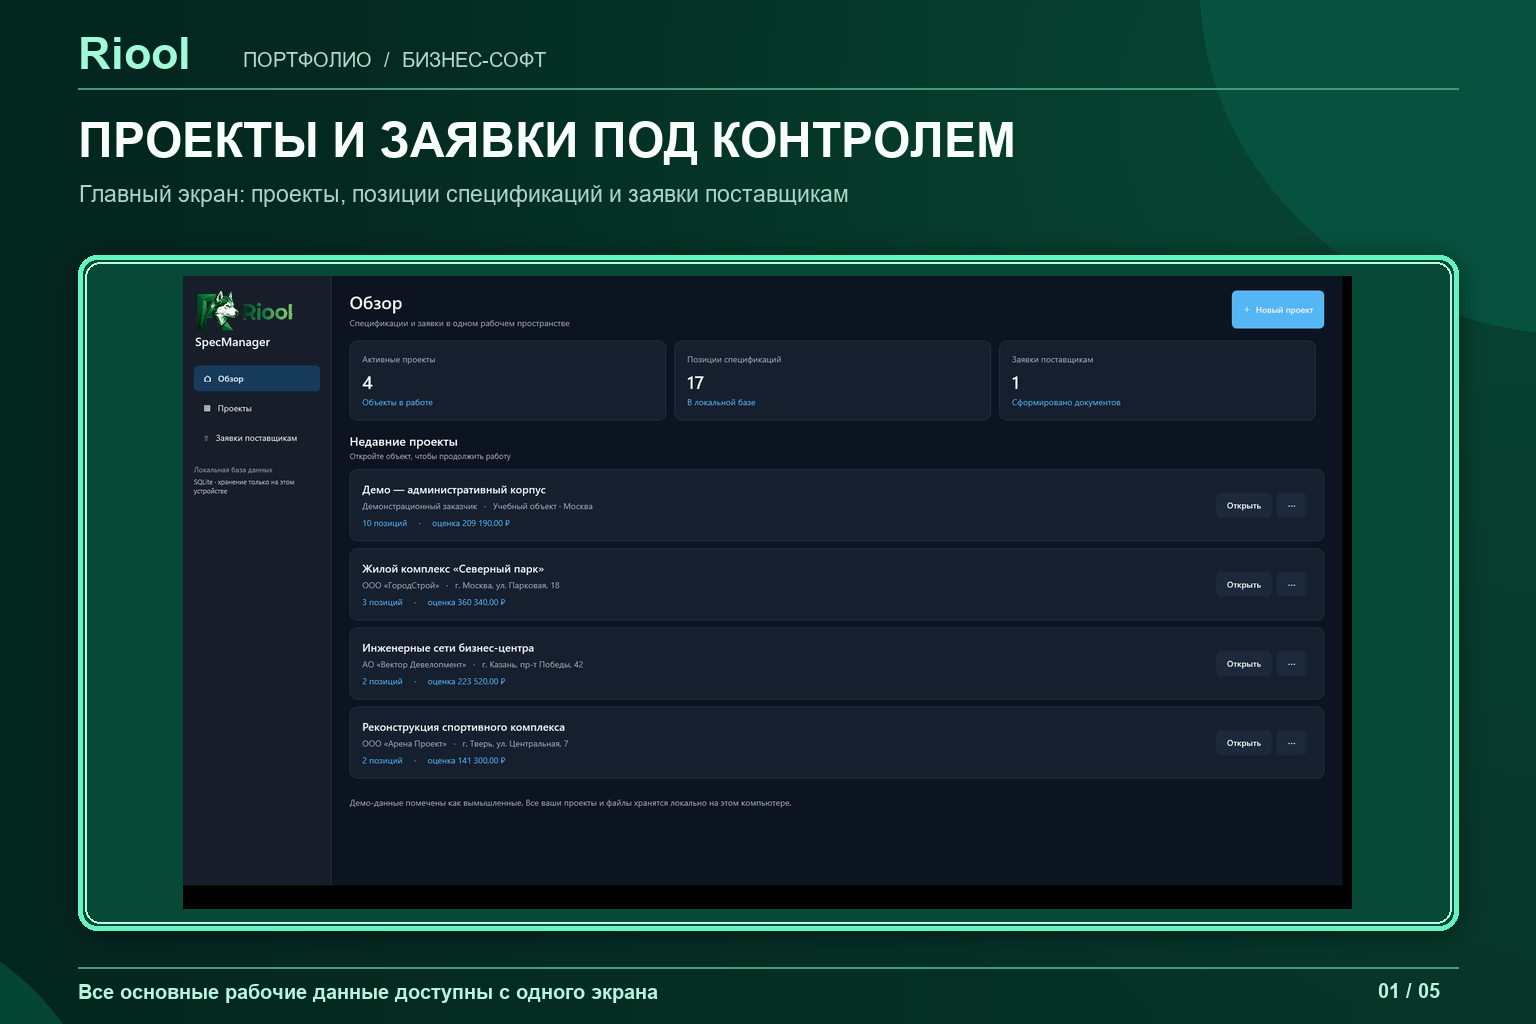 Riool
ПОРТФОЛИО / БИЗНЕС-СОФТ
ПРОЕКТЫ И ЗАЯВКИ ПОД КОНТРОЛЕМ
Главный экран: проекты, позиции спецификаций и заявки поставщикам
Riool
SpecManager
Обзор
Проекты
Заявки поставщикам
Локальная база данных
SQLite · хранение только на этом
устройстве
Обзор
Спецификации и заявки в одном рабочем пространстве
+ Новый проект
Активные проекты
4
Объекты в работе
Позиции спецификаций
17
В локальной базе
Заявки поставщикам
1
Сформировано документов
Недавние проекты
Откройте объект, чтобы продолжить работу
Демо — административный корпус
Демонстрационный заказчик · Учебный объект · Москва
10 позиций · оценка 209 190,00 ₽
Открыть ···
Жилой комплекс «Северный парк»
ООО «ГородСтрой» · г. Москва, ул. Парковая, 18
3 позиций · оценка 360 340,00 ₽
Открыть ···
Инженерные сети бизнес-центра
АО «Вектор Девелопмент» · г. Казань, пр-т Победы, 42
2 позиций · оценка 223 520,00 ₽
Открыть ···
Реконструкция спортивного комплекса
ООО «Арена Проект» · г. Тверь, ул. Центральная, 7
2 позиций · оценка 141 300,00 ₽
Открыть ···
Демо-данные помечены как вымышленные. Все ваши проекты и файлы хранятся локально на этом компьютере.
Все основные рабочие данные доступны с одного экрана
01 / 05